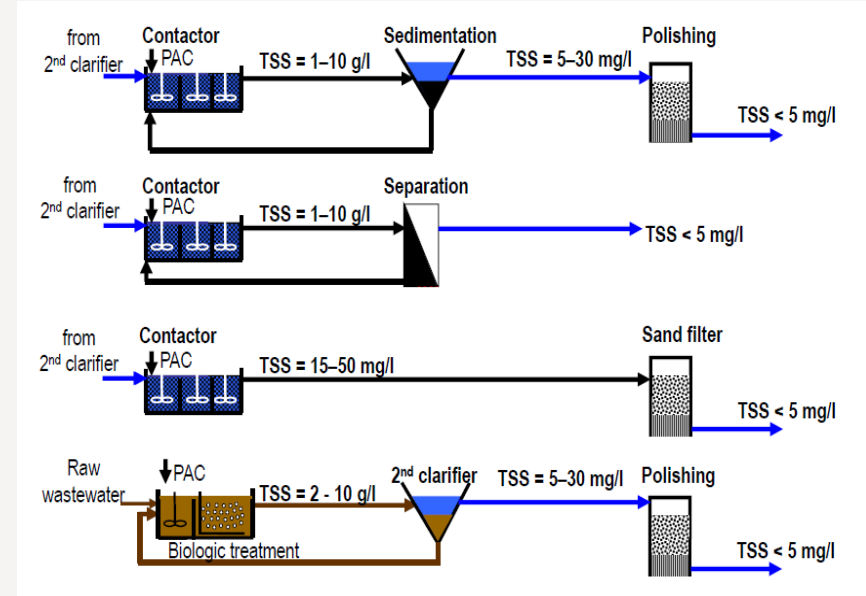 from
2nd clarifier
Contactor
PAC
TSS = 1–10 g/l
Sedimentation
TSS = 5–30 mg/l
Polishing
TSS < 5 mg/l
from
2nd clarifier
Contactor
PAC
TSS = 1–10 g/l
Separation
TSS < 5 mg/l
from
2nd clarifier
Contactor
PAC
TSS = 15–50 mg/l
Sand filter
TSS < 5 mg/l
Raw
wastewater
PAC
TSS = 2 - 10 g/l
Biologic treatment
2nd clarifier
TSS = 5–30 mg/l
Polishing
TSS < 5 mg/l